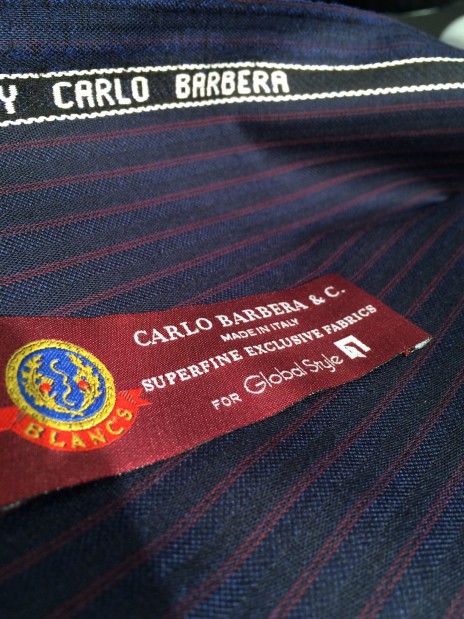 Y CARLO BARBERA
CARLO BARBERA & C.
MADE IN ITALY
SUPERFINE EXCLUSIVE FABRICS
FOR Global Style
BLANCS